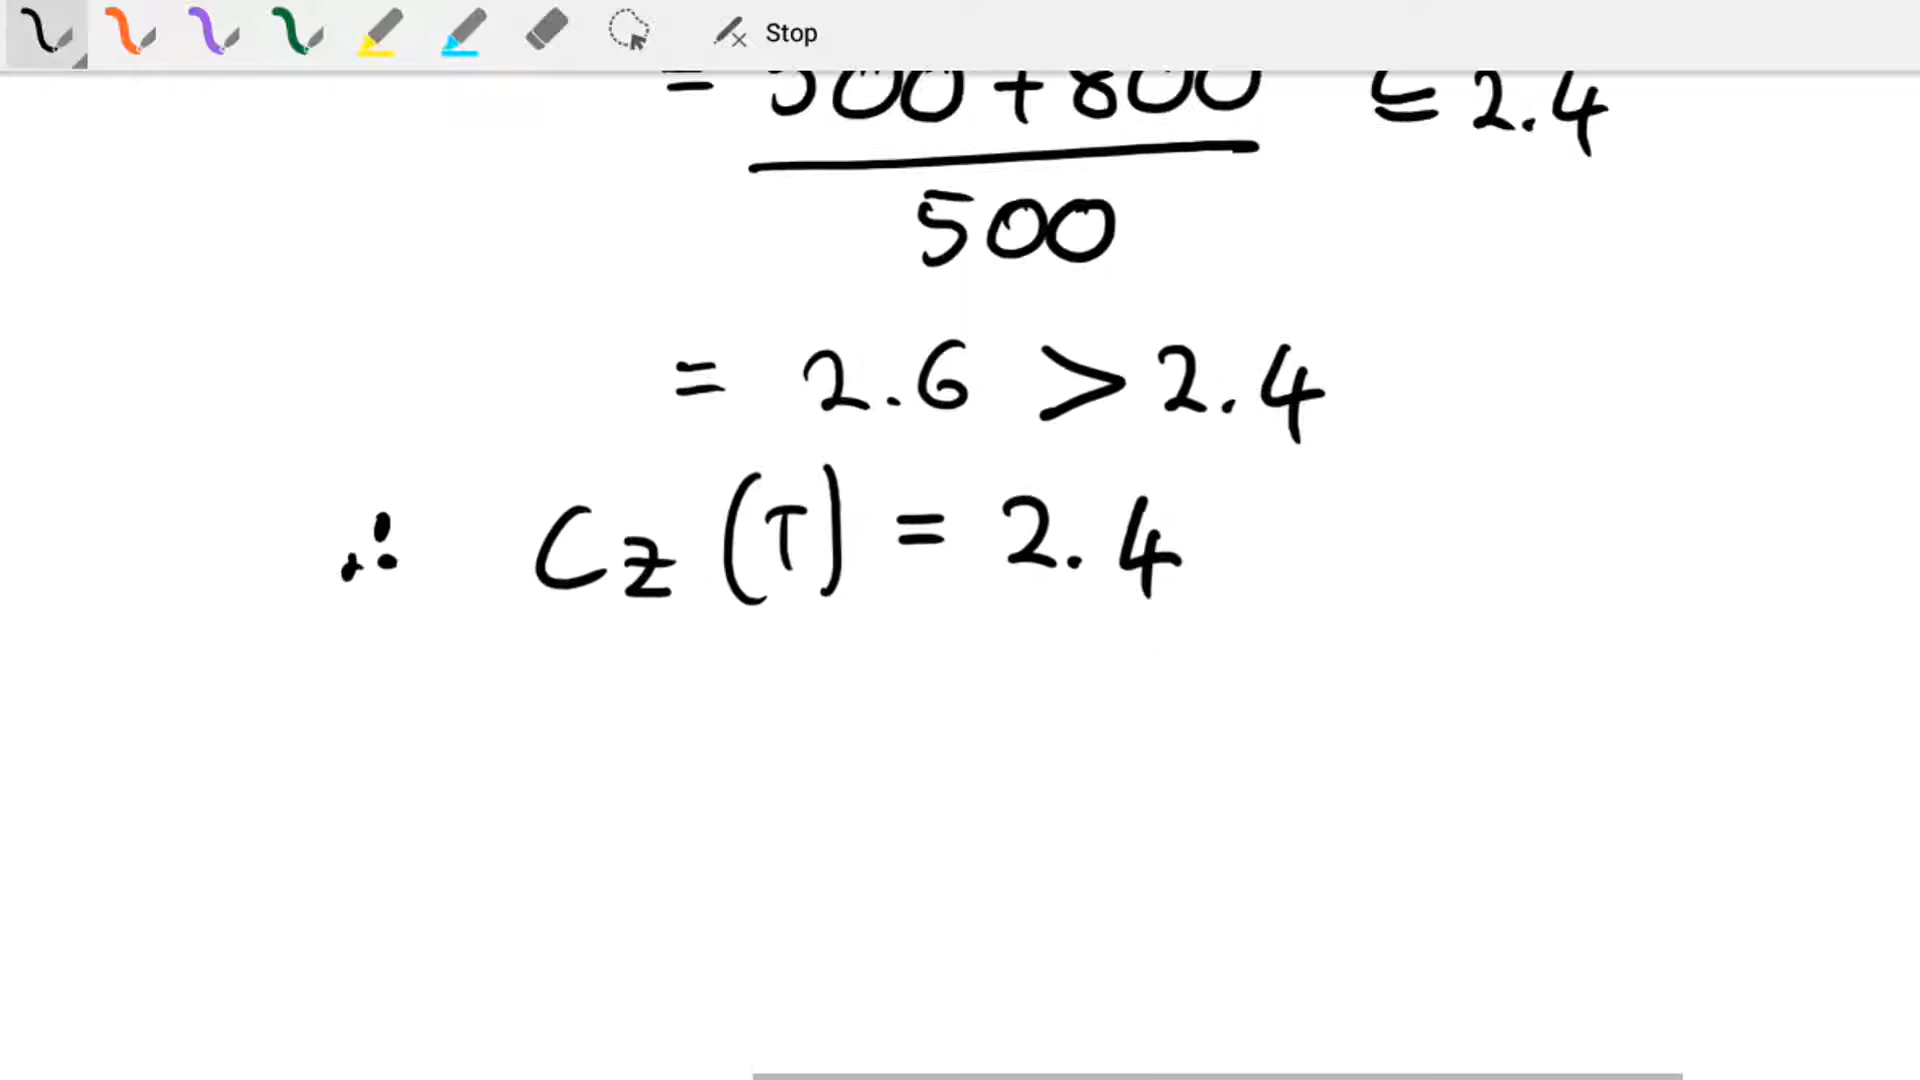 Stop
= 500 + 800 ≤ 2.4
500
= 2.6 > 2.4
∴ Cz (T) = 2.4